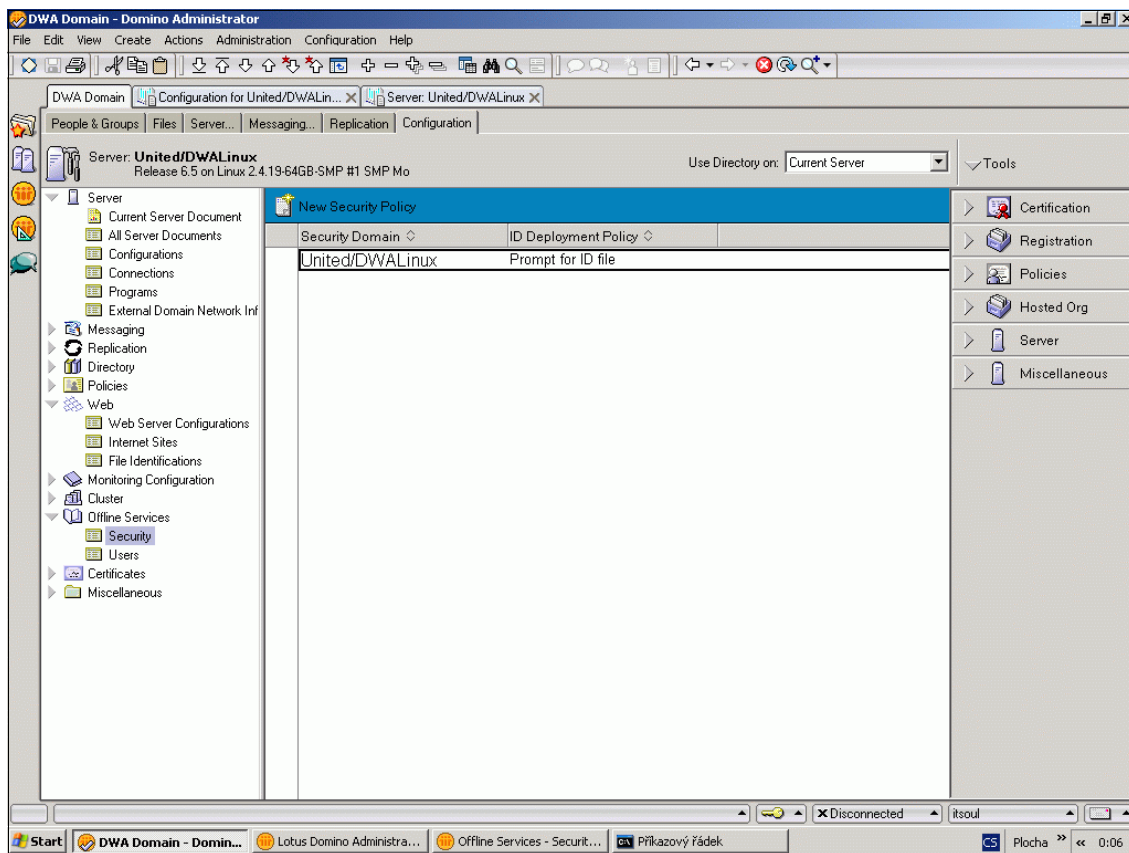 DWA Domain - Domino Administrator
File Edit View Create Actions Administration Configuration Help
DWA Domain Configuration for United/DWALin... Server: United/DWALinux
People & Groups Files Server... Messaging... Replication Configuration
Server: United/DWALinux
Release 6.5 on Linux 2.4.19-64GB-SMP #1 SMP Mo
Use Directory on: Current Server
Tools
Server
Current Server Document
All Server Documents
Configurations
Connections
Programs
External Domain Network Inf
Messaging
Replication
Directory
Policies
Web
Web Server Configurations
Internet Sites
File Identifications
Monitoring Configuration
Cluster
Offline Services
Security
Users
Certificates
Miscellaneous
New Security Policy
Security Domain ID Deployment Policy
United/DWALinux Prompt for ID file
Certification
Registration
Policies
Hosted Org
Server
Miscellaneous
Disconnected itsoul
Start DWA Domain - Domin... Lotus Domino Administra... Offline Services - Securit... Příkazový řádek CS Plocha » « 0:06